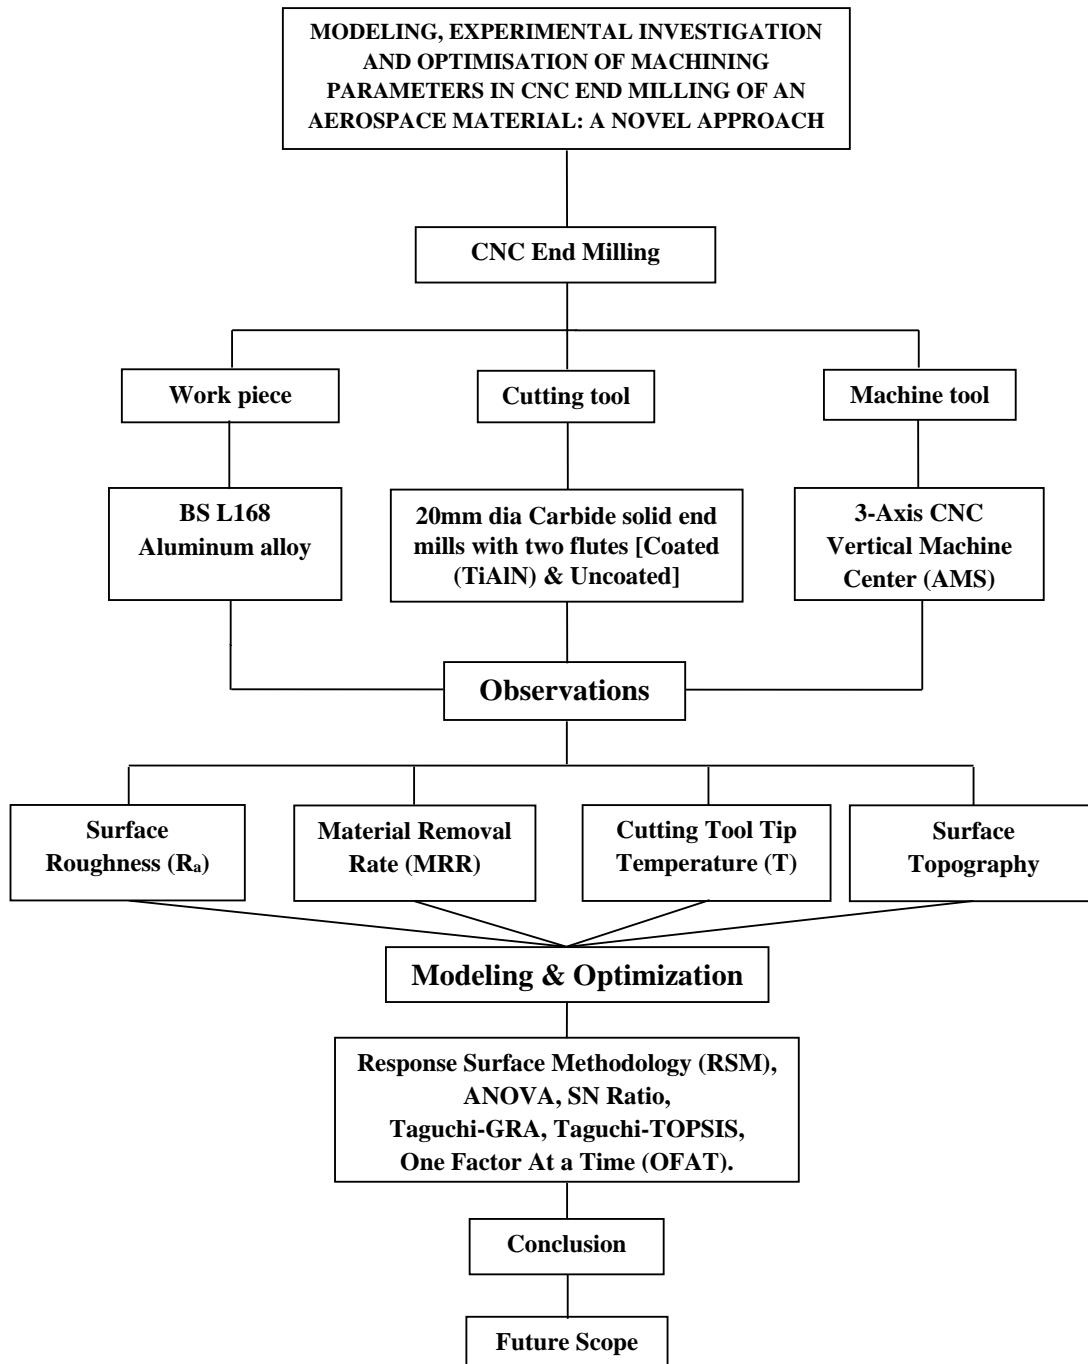 MODELING, EXPERIMENTAL INVESTIGATION
AND OPTIMISATION OF MACHINING
PARAMETERS IN CNC END MILLING OF AN
AEROSPACE MATERIAL: A NOVEL APPROACH
CNC End Milling
Work piece
Cutting tool
Machine tool
BS L168
Aluminum alloy
20mm dia Carbide solid end
mills with two flutes [Coated
(TiAlN) & Uncoated]
3-Axis CNC
Vertical Machine
Center (AMS)
Observations
Surface
Roughness (Rₐ)
Material Removal
Rate (MRR)
Cutting Tool Tip
Temperature (T)
Surface
Topography
Modeling & Optimization
Response Surface Methodology (RSM),
ANOVA, SN Ratio,
Taguchi-GRA, Taguchi-TOPSIS,
One Factor At a Time (OFAT).
Conclusion
Future Scope